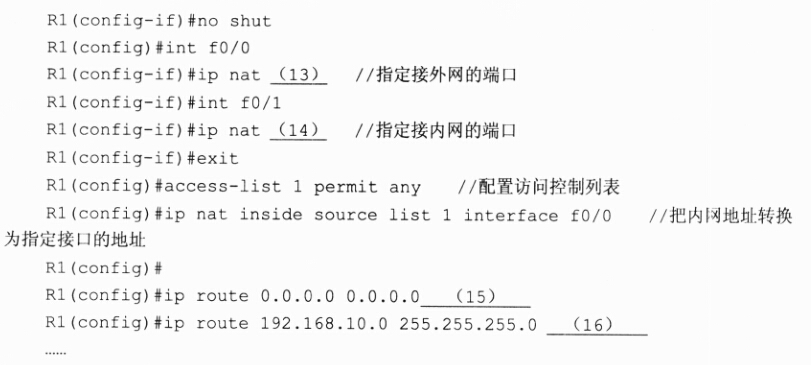 R1(config-if)#no shut
R1(config)#int f0/0
R1(config-if)#ip nat （13） //指定接外网的端口
R1(config-if)#int f0/1
R1(config-if)#ip nat （14） //指定接内网的端口
R1(config-if)#exit
R1(config)#access-list 1 permit any //配置访问控制列表
R1(config)#ip nat inside source list 1 interface f0/0 //把内网地址转换
为指定接口的地址
R1(config)#
R1(config)#ip route 0.0.0.0 0.0.0.0 （15）
R1(config)#ip route 192.168.10.0 255.255.255.0 （16）
……